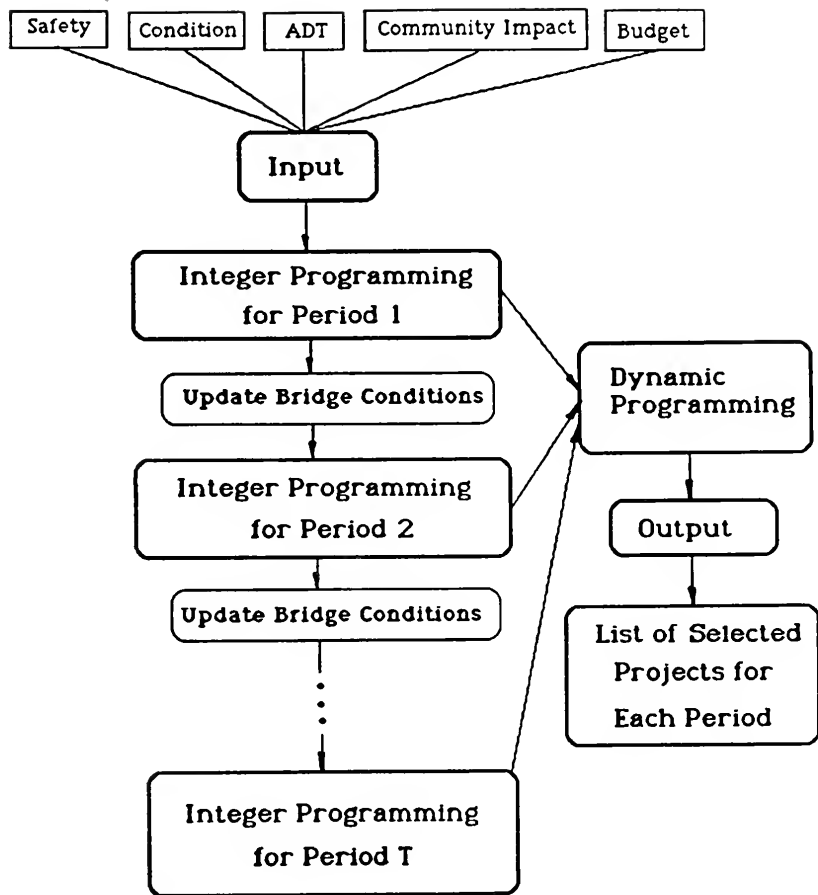 Safety
Condition
ADT
Community Impact
Budget
Input
Integer Programming
for Period 1
Update Bridge Conditions
Integer Programming
for Period 2
Update Bridge Conditions
Integer Programming
for Period T
Dynamic
Programming
Output
List of Selected
Projects for
Each Period